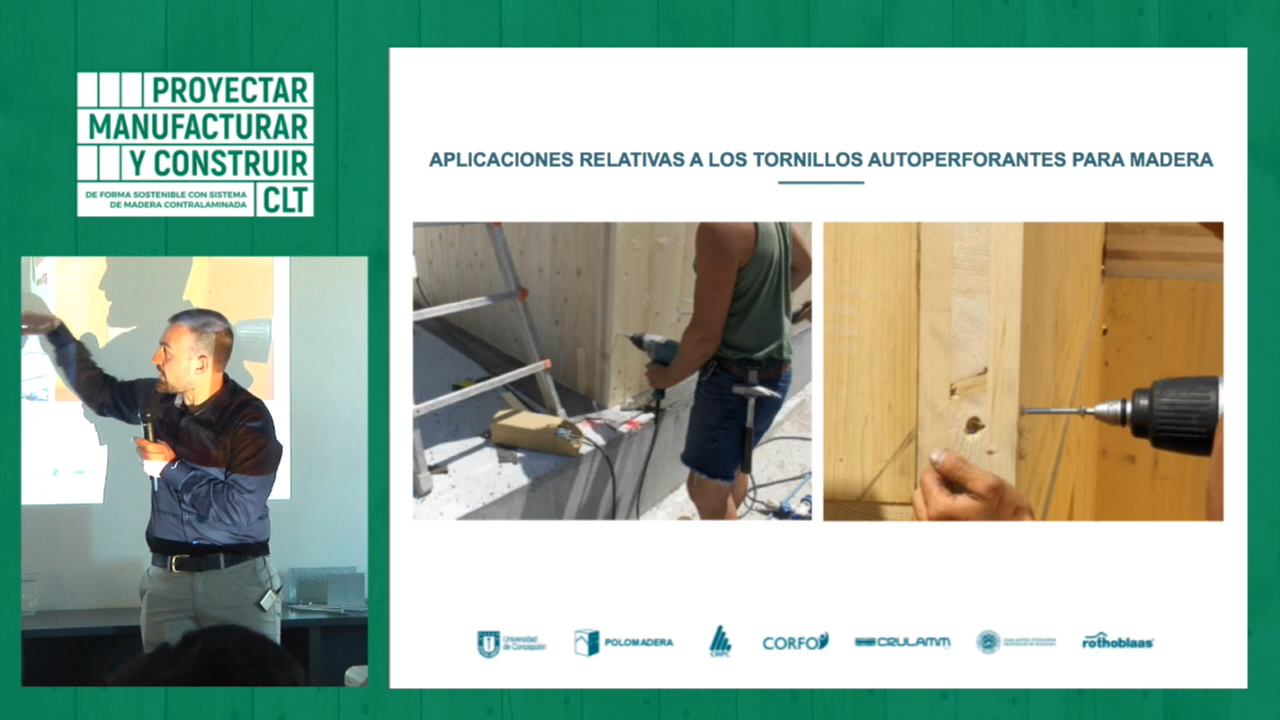 PROYECTAR
MANUFACTURAR
Y CONSTRUIR
DE FORMA SOSTENIBLE CON SISTEMA
DE MADERA CONTRALAMINADA
CLT
APLICACIONES RELATIVAS A LOS TORNILLOS AUTOPERFORANTES PARA MADERA
Universidad
de Concepción
POLOMADERA
CMPC
CORFO
CRULAMM
rothoblaas